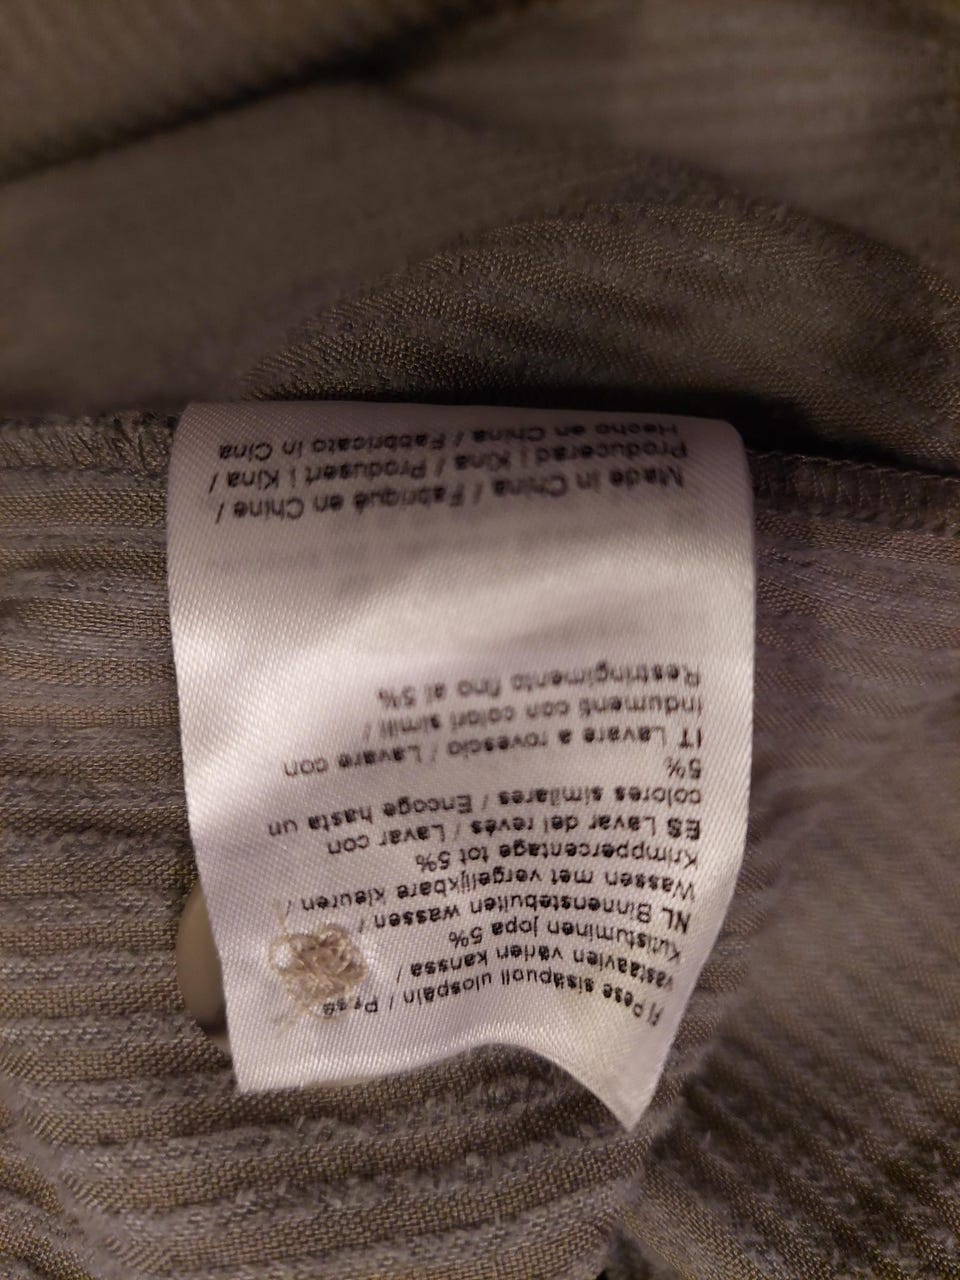 FI Pese sisäpuoli ulospäin / Pese
vastaavien värien kanssa /
Kutistuminen jopa 5%
NL Binnenstebuiten wassen /
Wassen met vergelijkbare kleuren /
Krimppercentage tot 5%
ES Lavar del revés / Lavar con
colores similares / Encoge hasta un
5%
IT Lavare a rovescio / Lavare con
indumenti con colori simili /
Restringimento fino al 5%
Made in China / Fabriqué en Chine /
Producerad i Kina / Produsert i Kina /
Hecho en China / Fabbricato in Cina